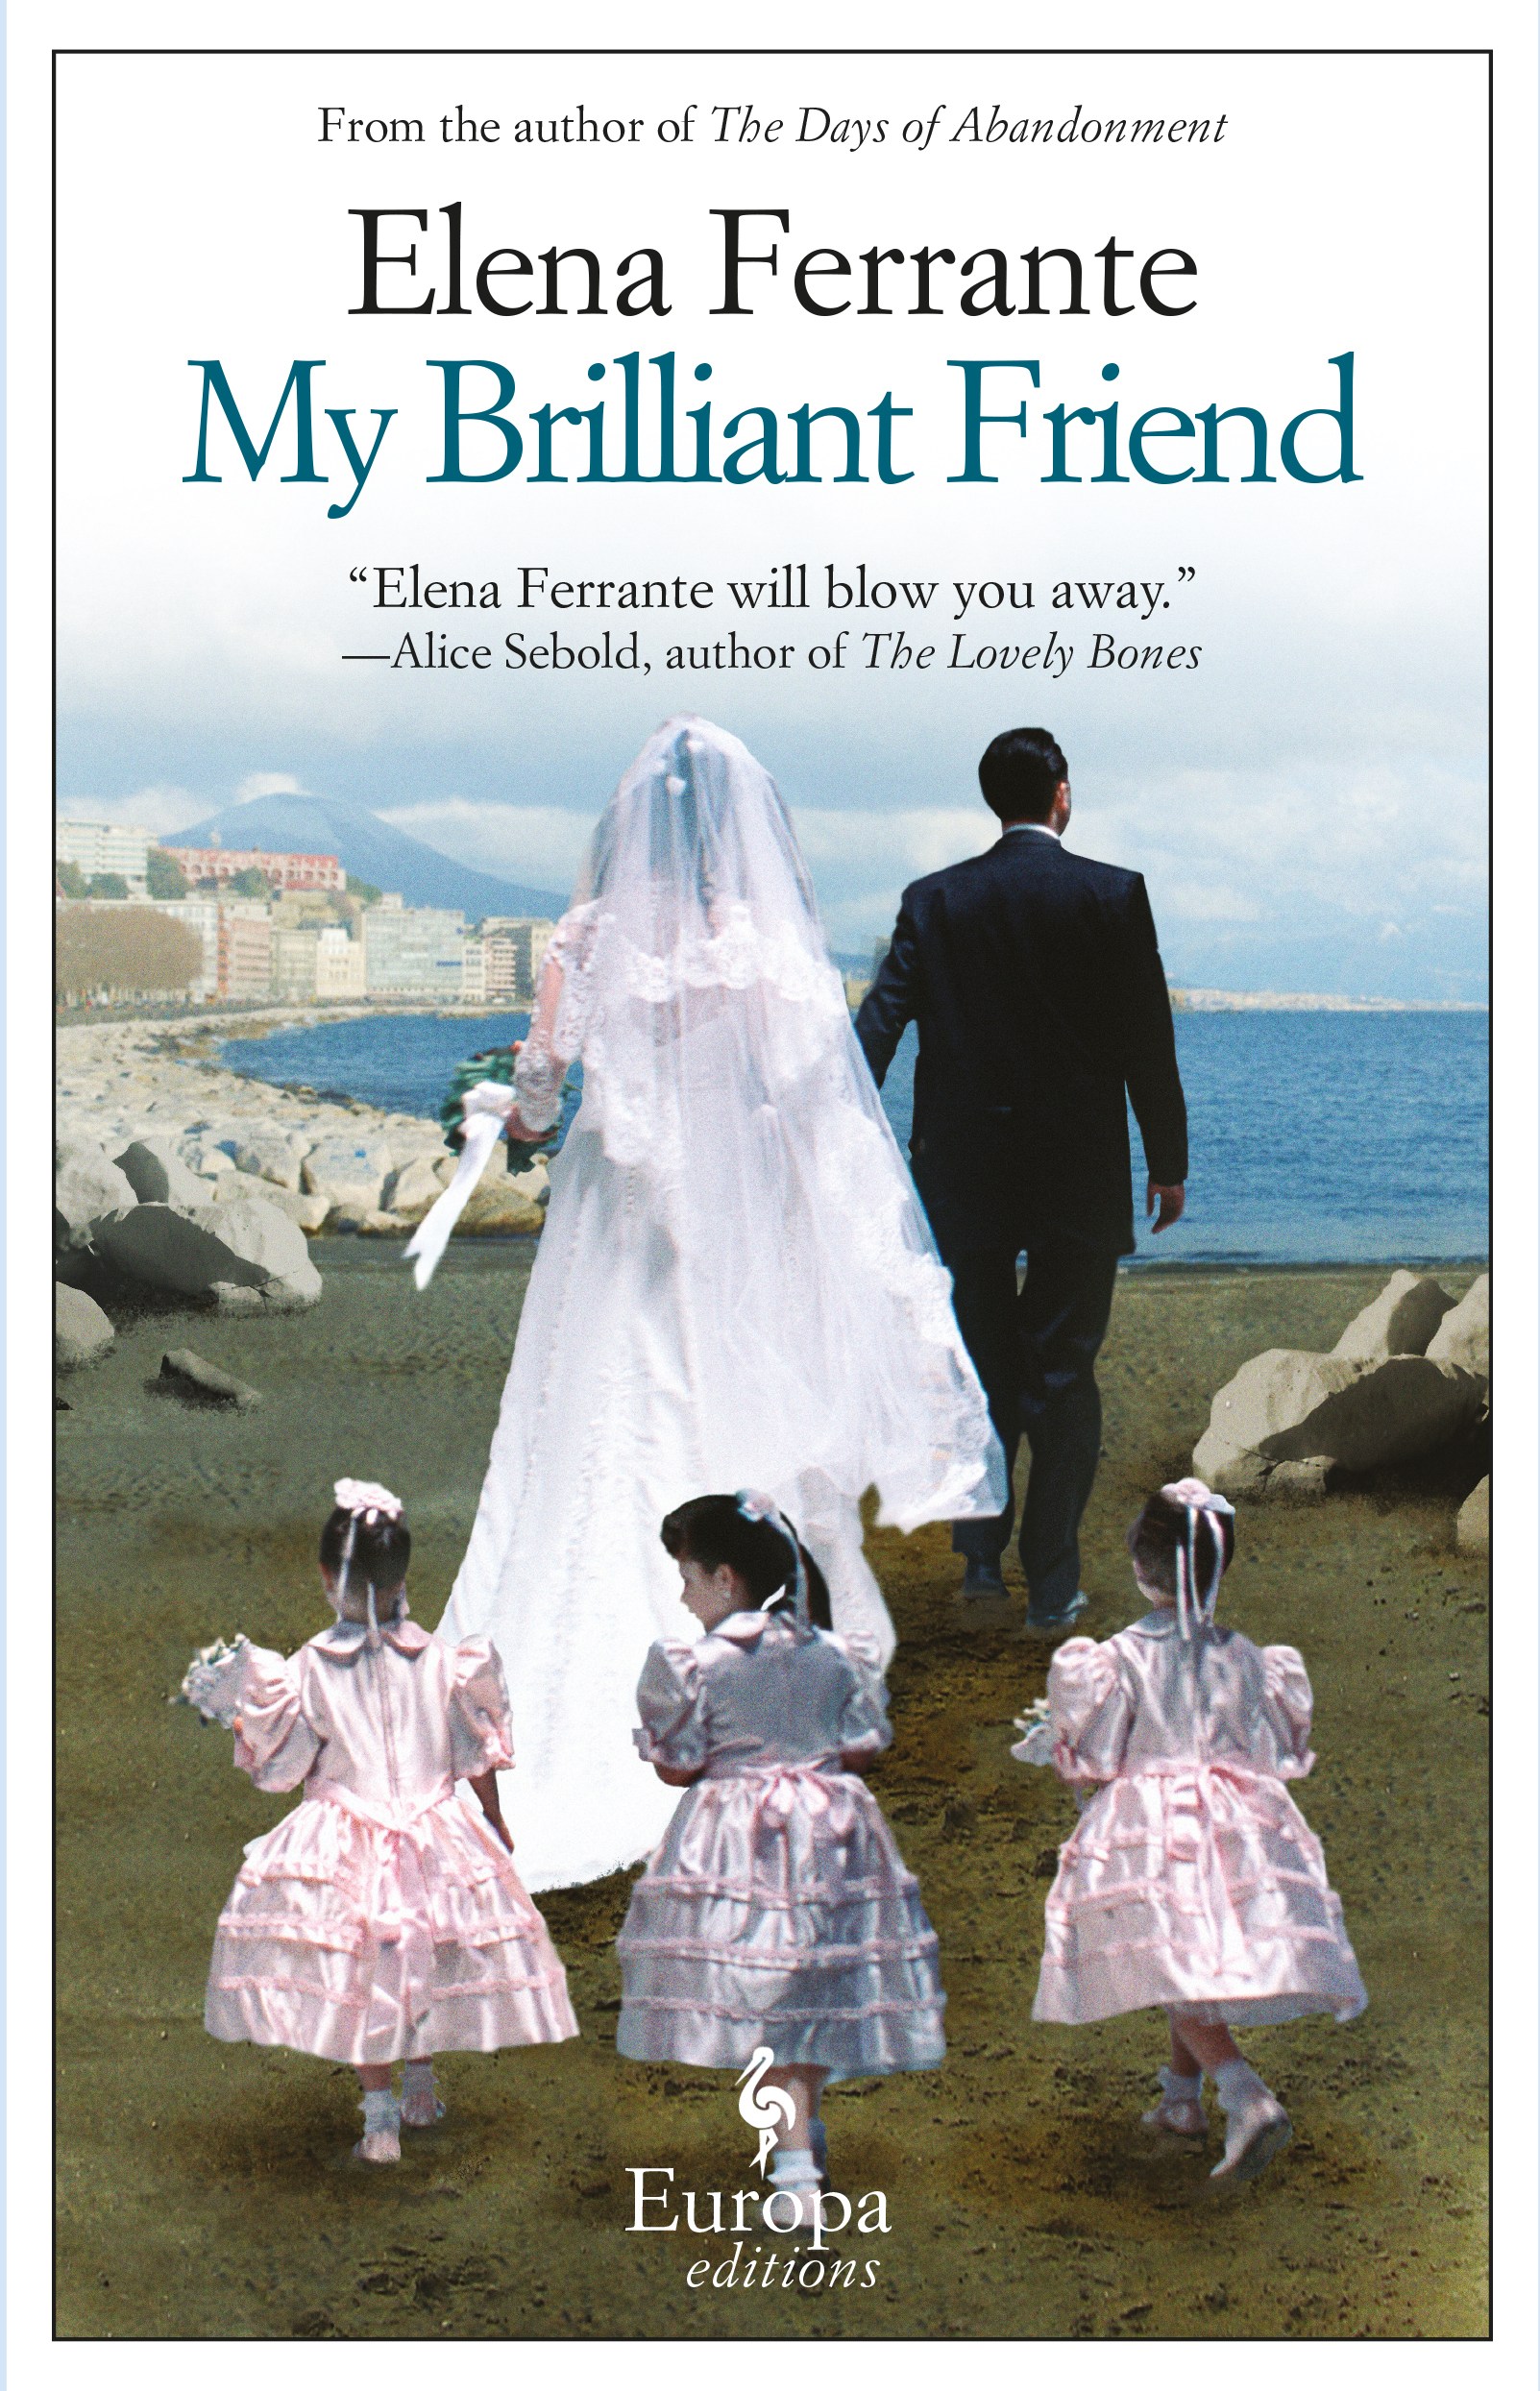 From the author of The Days of Abandonment
Elena Ferrante
My Brilliant Friend
“Elena Ferrante will blow you away.”
—Alice Sebold, author of The Lovely Bones
Europa
editions